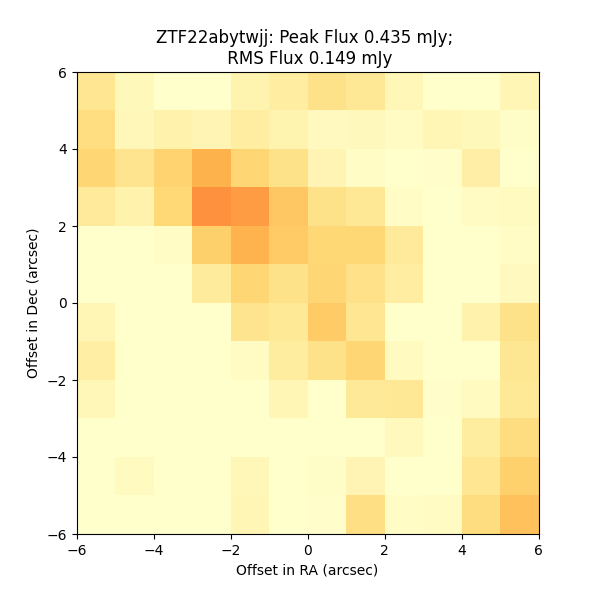 ZTF22abytwjj: Peak Flux 0.435 mJy;
RMS Flux 0.149 mJy
6
4
2
0
−2
−4
−6
Offset in Dec (arcsec)
−6 −4 −2 0 2 4 6
Offset in RA (arcsec)